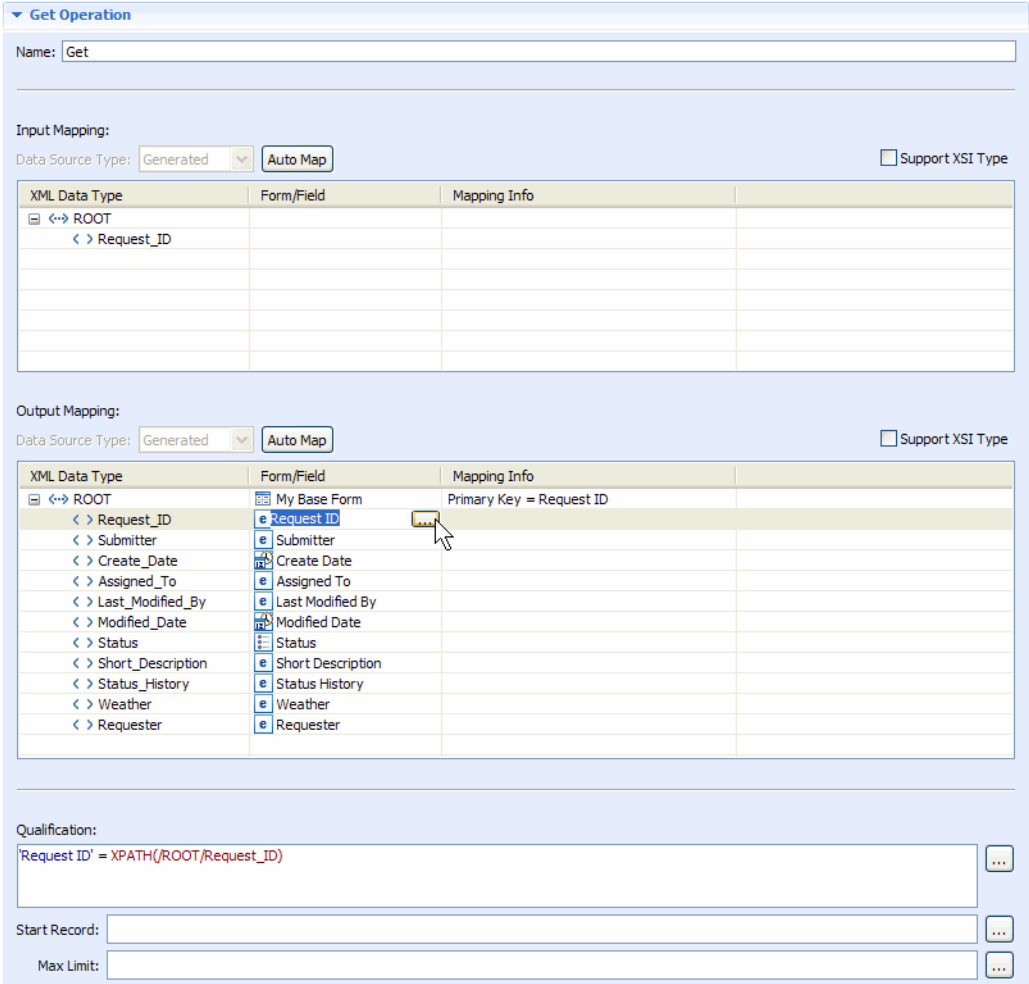 Get Operation
Name: Get
Input Mapping:
Data Source Type: Generated Auto Map Support XSI Type
XML Data Type Form/Field Mapping Info
ROOT
Request_ID
Output Mapping:
Data Source Type: Generated Auto Map Support XSI Type
XML Data Type Form/Field Mapping Info
ROOT My Base Form Primary Key = Request ID
Request_ID Request ID ...
Submitter Submitter
Create_Date Create Date
Assigned_To Assigned To
Last_Modified_By Last Modified By
Modified_Date Modified Date
Status Status
Short_Description Short Description
Status_History Status History
Weather Weather
Requester Requester
Qualification:
'Request ID' = XPATH(/ROOT/Request_ID) ...
Start Record: ...
Max Limit: ...